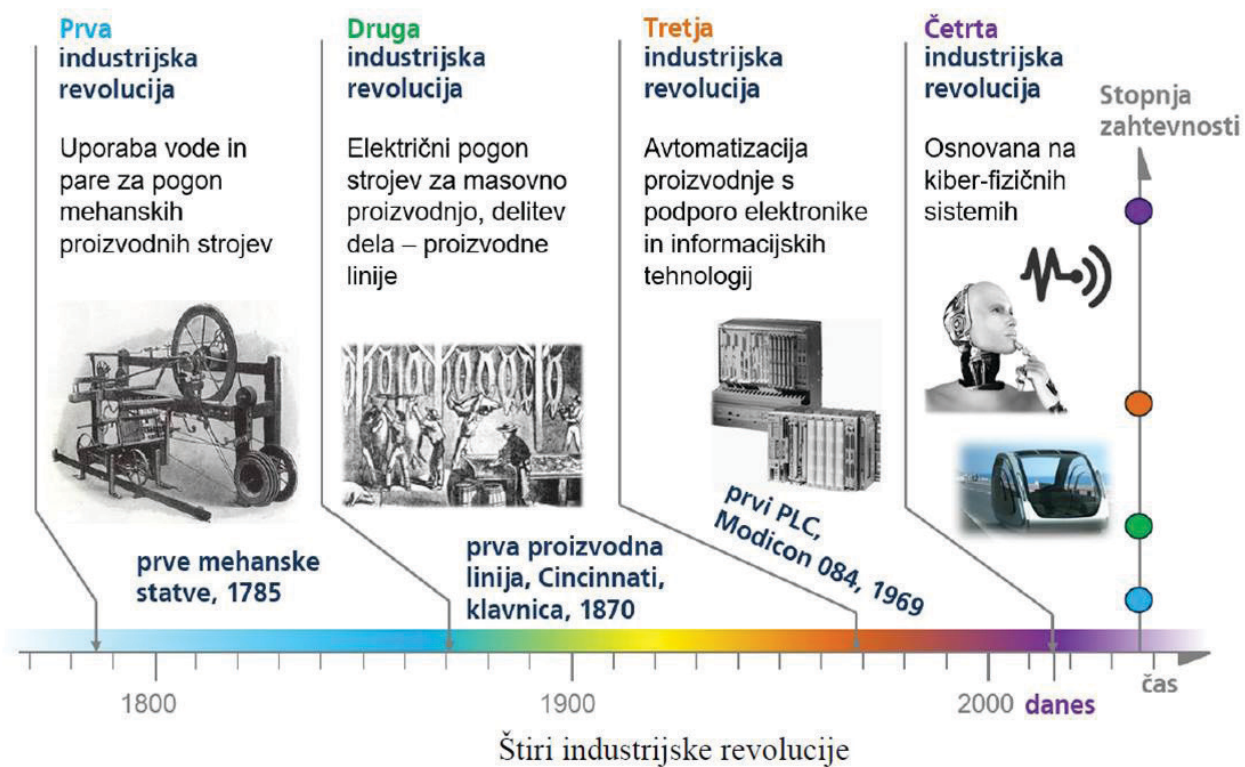 Prva
industrijska
revolucija
Uporaba vode in
pare za pogon
mehanskih
proizvodnih strojev
prve mehanske
statve, 1785
Druga
industrijska
revolucija
Električni pogon
strojev za masovno
proizvodnjo, delitev
dela – proizvodne
linije
prva proizvodna
linija, Cincinnati,
klavnica, 1870
Tretja
industrijska
revolucija
Avtomatizacija
proizvodnje s
podporo elektronike
in informacijskih
tehnologij
prvi PLC,
Modicon 084, 1969
Četrta
industrijska
revolucija
Osnovana na
kiber-fizičnih
sistemih
Stopnja
zahtevnosti
1800
1900
2000
danes
čas
Štiri industrijske revolucije